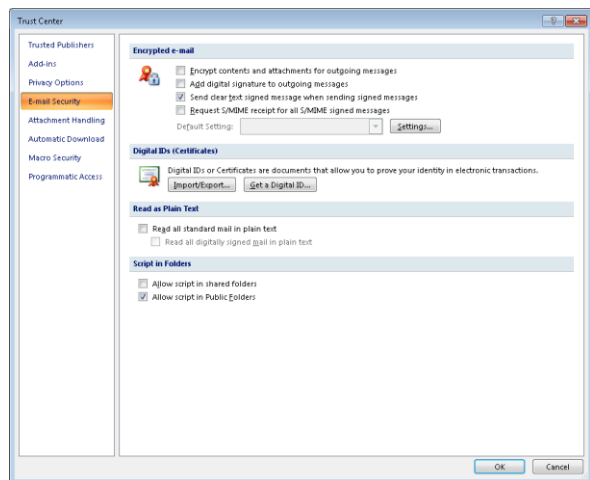 Trust Center
Trusted Publishers
Add-ins
Privacy Options
E-mail Security
Attachment Handling
Automatic Download
Macro Security
Programmatic Access
Encrypted e-mail
Encrypt contents and attachments for outgoing messages
Add digital signature to outgoing messages
Send clear text signed message when sending signed messages
Request S/MIME receipt for all S/MIME signed messages
Default Setting:
Settings...
Digital IDs (Certificates)
Digital IDs or Certificates are documents that allow you to prove your identity in electronic transactions.
Import/Export... Get a Digital ID...
Read as Plain Text
Read all standard mail in plain text
Read all digitally signed mail in plain text
Script in Folders
Allow script in shared folders
Allow script in Public Folders
OK Cancel